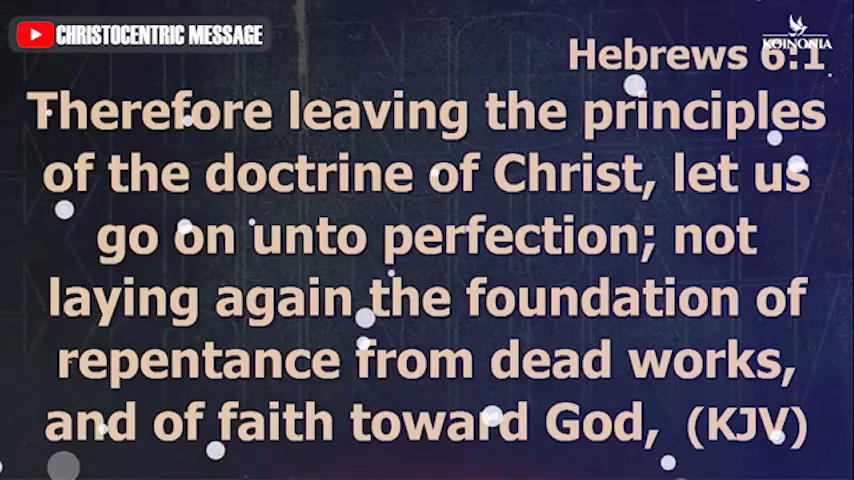 CHRISTOCENTRIC MESSAGE
KOINONIA
Hebrews 6:1
Therefore leaving the principles
of the doctrine of Christ, let us
go on unto perfection; not
laying again the foundation of
repentance from dead works,
and of faith toward God, (KJV)